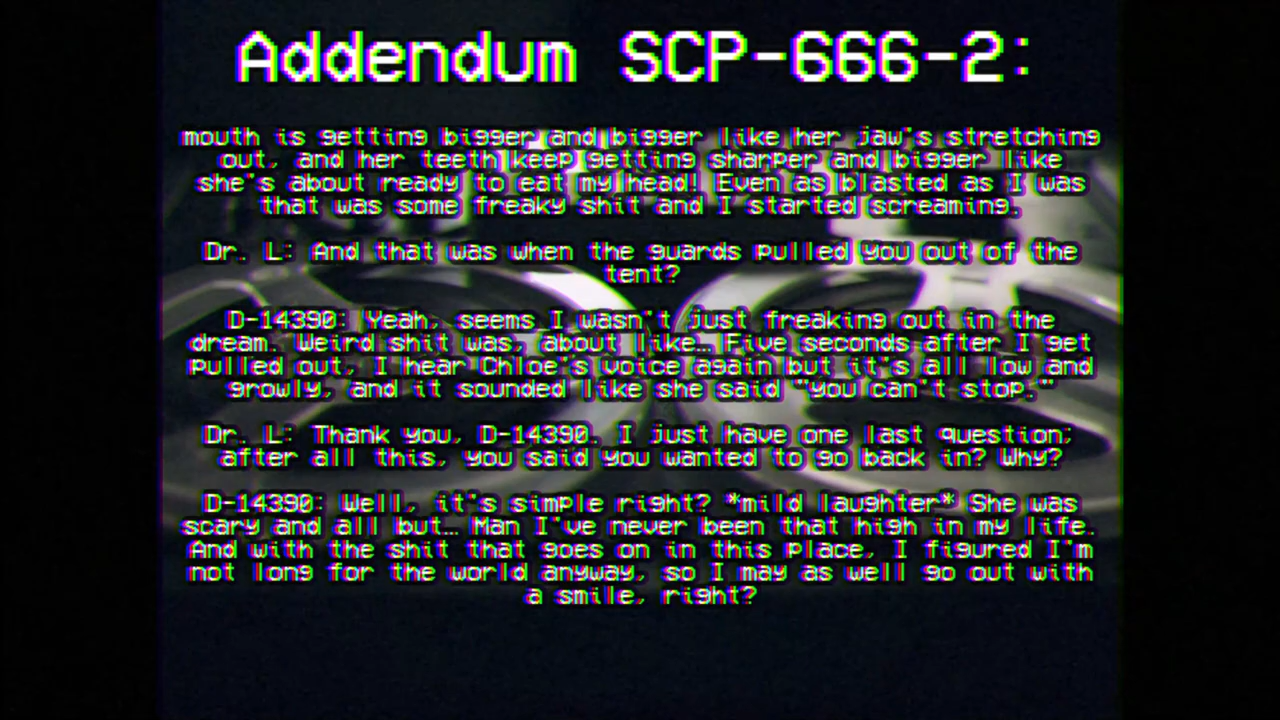 Addendum SCP-666-2:
mouth is getting bigger and bigger like her jaw's stretching
out, and her teeth keep getting sharper and bigger like
she's about ready to eat my head! Even as blasted as I was
that was some freaky shit and I started screaming.
Dr. L: And that was when the guards pulled you out of the
tent?
D-14390: Yeah, seems I wasn't just freaking out in the
dream. Weird shit was, about like… Five seconds after I get
pulled out, I hear Chloe's voice again but it's all low and
growly, and it sounded like she said "you can't stop."
Dr. L: Thank you, D-14390. I just have one last question;
after all this, you said you wanted to go back in? Why?
D-14390: Well, it's simple right? *mild laughter* She was
scary and all but… Man I've never been that high in my life.
And with the shit that goes on in this place, I figured I'm
not long for the world anyway, so I may as well go out with
a smile, right?